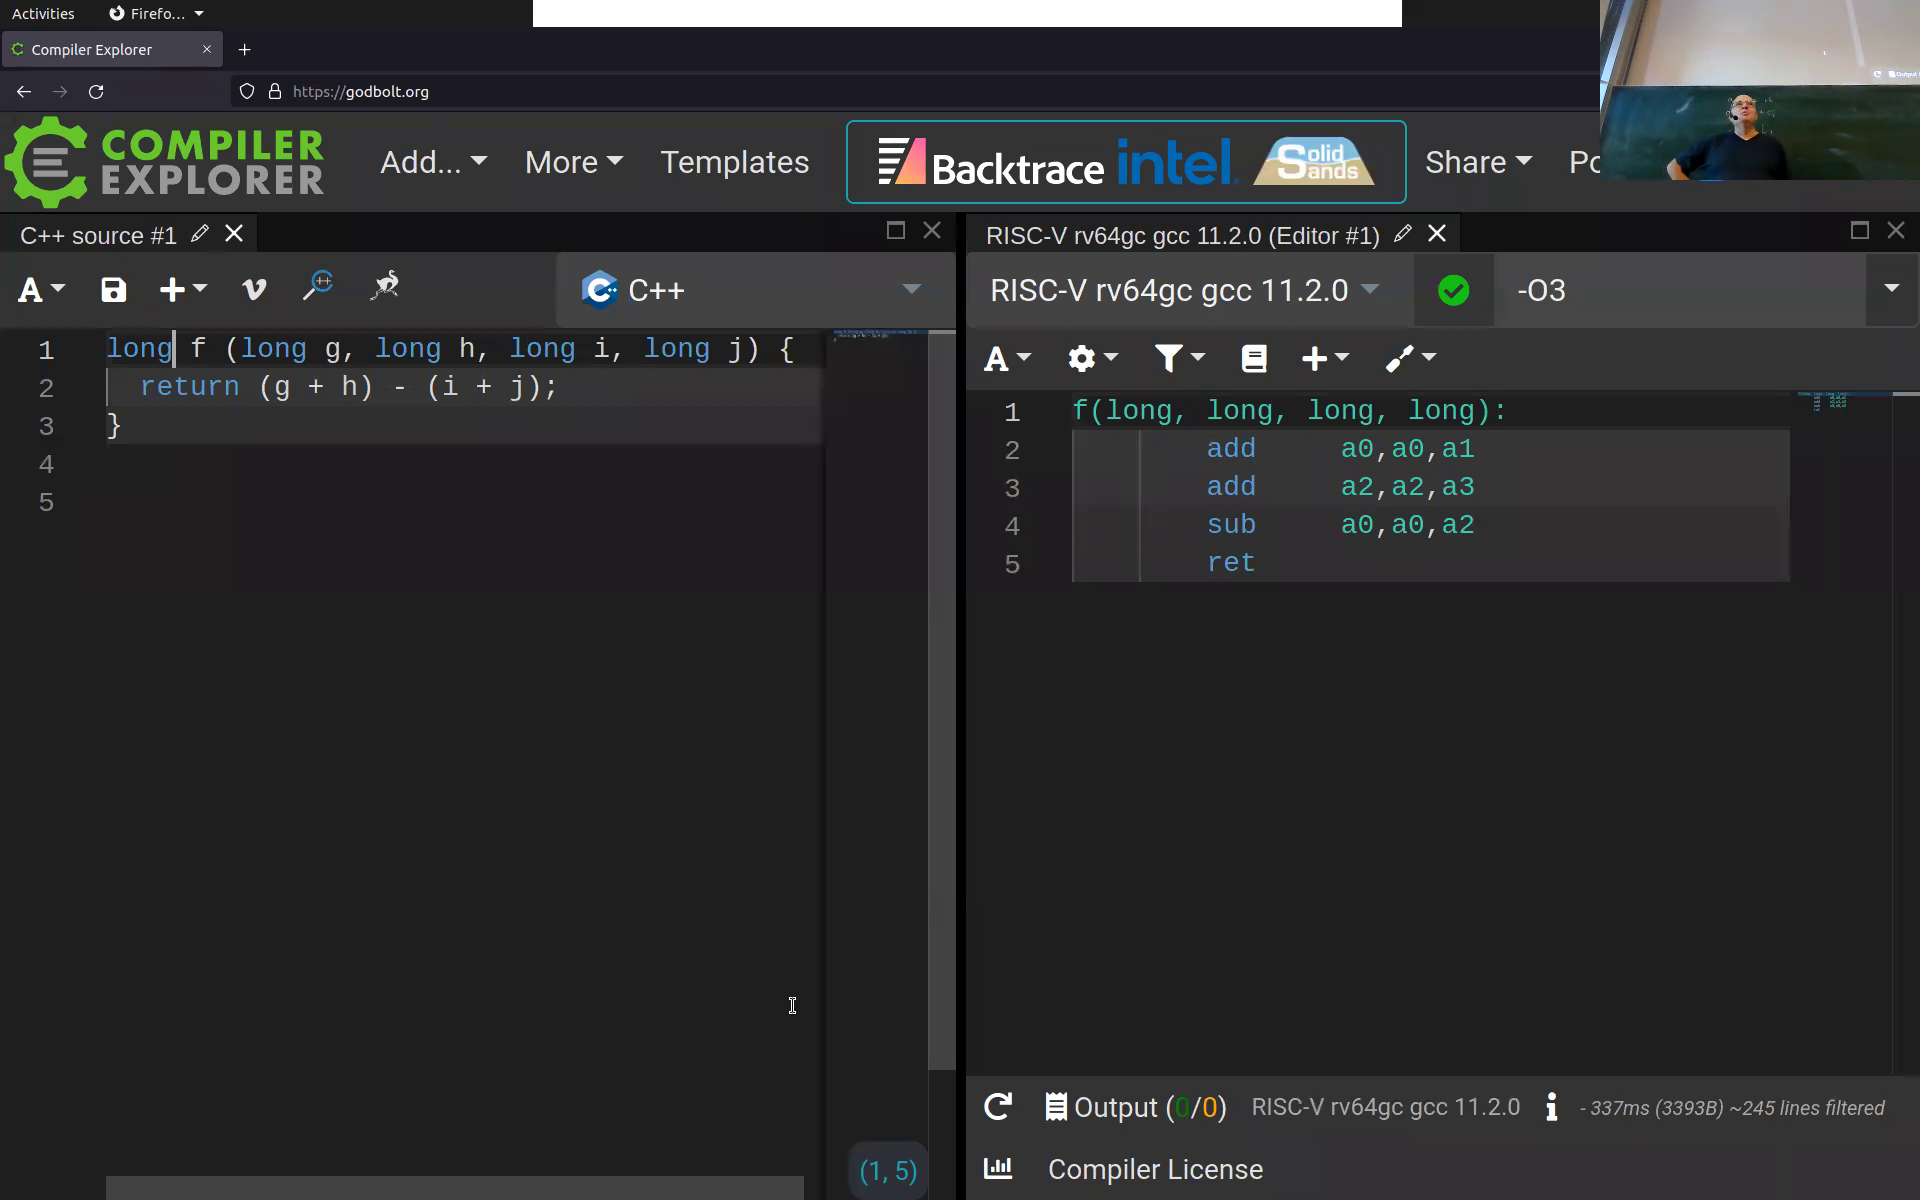 Activities Firefo...
Compiler Explorer
https://godbolt.org
COMPILER EXPLORER
Add... More Templates
Backtrace intel Solid Sands
Share
C++ source #1
RISC-V rv64gc gcc 11.2.0 (Editor #1)
A C++
RISC-V rv64gc gcc 11.2.0 -O3
A
1 long f (long g, long h, long i, long j) {
2 return (g + h) - (i + j);
3 }
4
5
1 f(long, long, long, long):
2 add a0,a0,a1
3 add a2,a2,a3
4 sub a0,a0,a2
5 ret
Output (0/0) RISC-V rv64gc gcc 11.2.0 - 337ms (3393B) ~245 lines filtered
(1, 5)
Compiler License